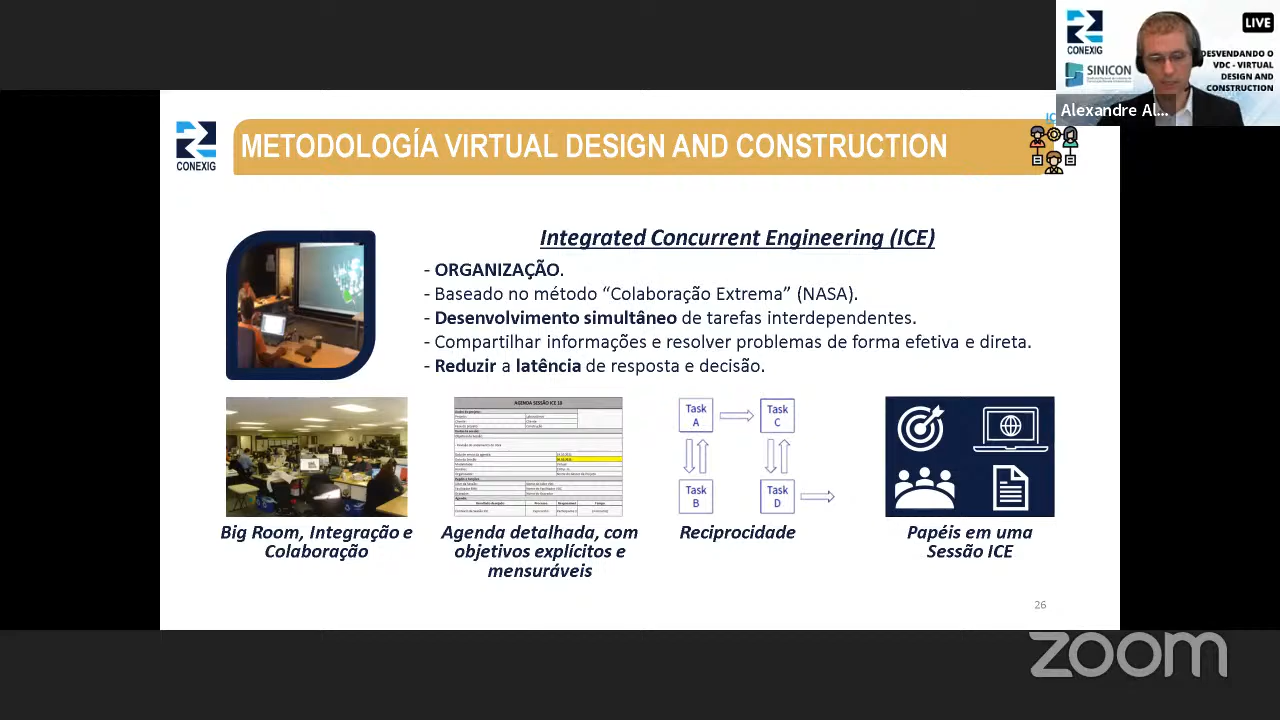 LIVE
CONEXIG
SINICON
DESVENDANDO O
VDC - VIRTUAL
DESIGN AND
CONSTRUCTION
Alexandre Al...
CONEXIG
METODOLOGÍA VIRTUAL DESIGN AND CONSTRUCTION
Integrated Concurrent Engineering (ICE)
- ORGANIZAÇÃO.
- Baseado no método “Colaboração Extrema” (NASA).
- Desenvolvimento simultâneo de tarefas interdependentes.
- Compartilhar informações e resolver problemas de forma efetiva e direta.
- Reduzir a latência de resposta e decisão.
AGENDA SESSÃO ICE 10
Task
A
Task
C
Task
B
Task
D
Big Room, Integração e
Colaboração
Agenda detalhada, com
objetivos explícitos e
mensuráveis
Reciprocidade
Papéis em uma
Sessão ICE
26
zoom